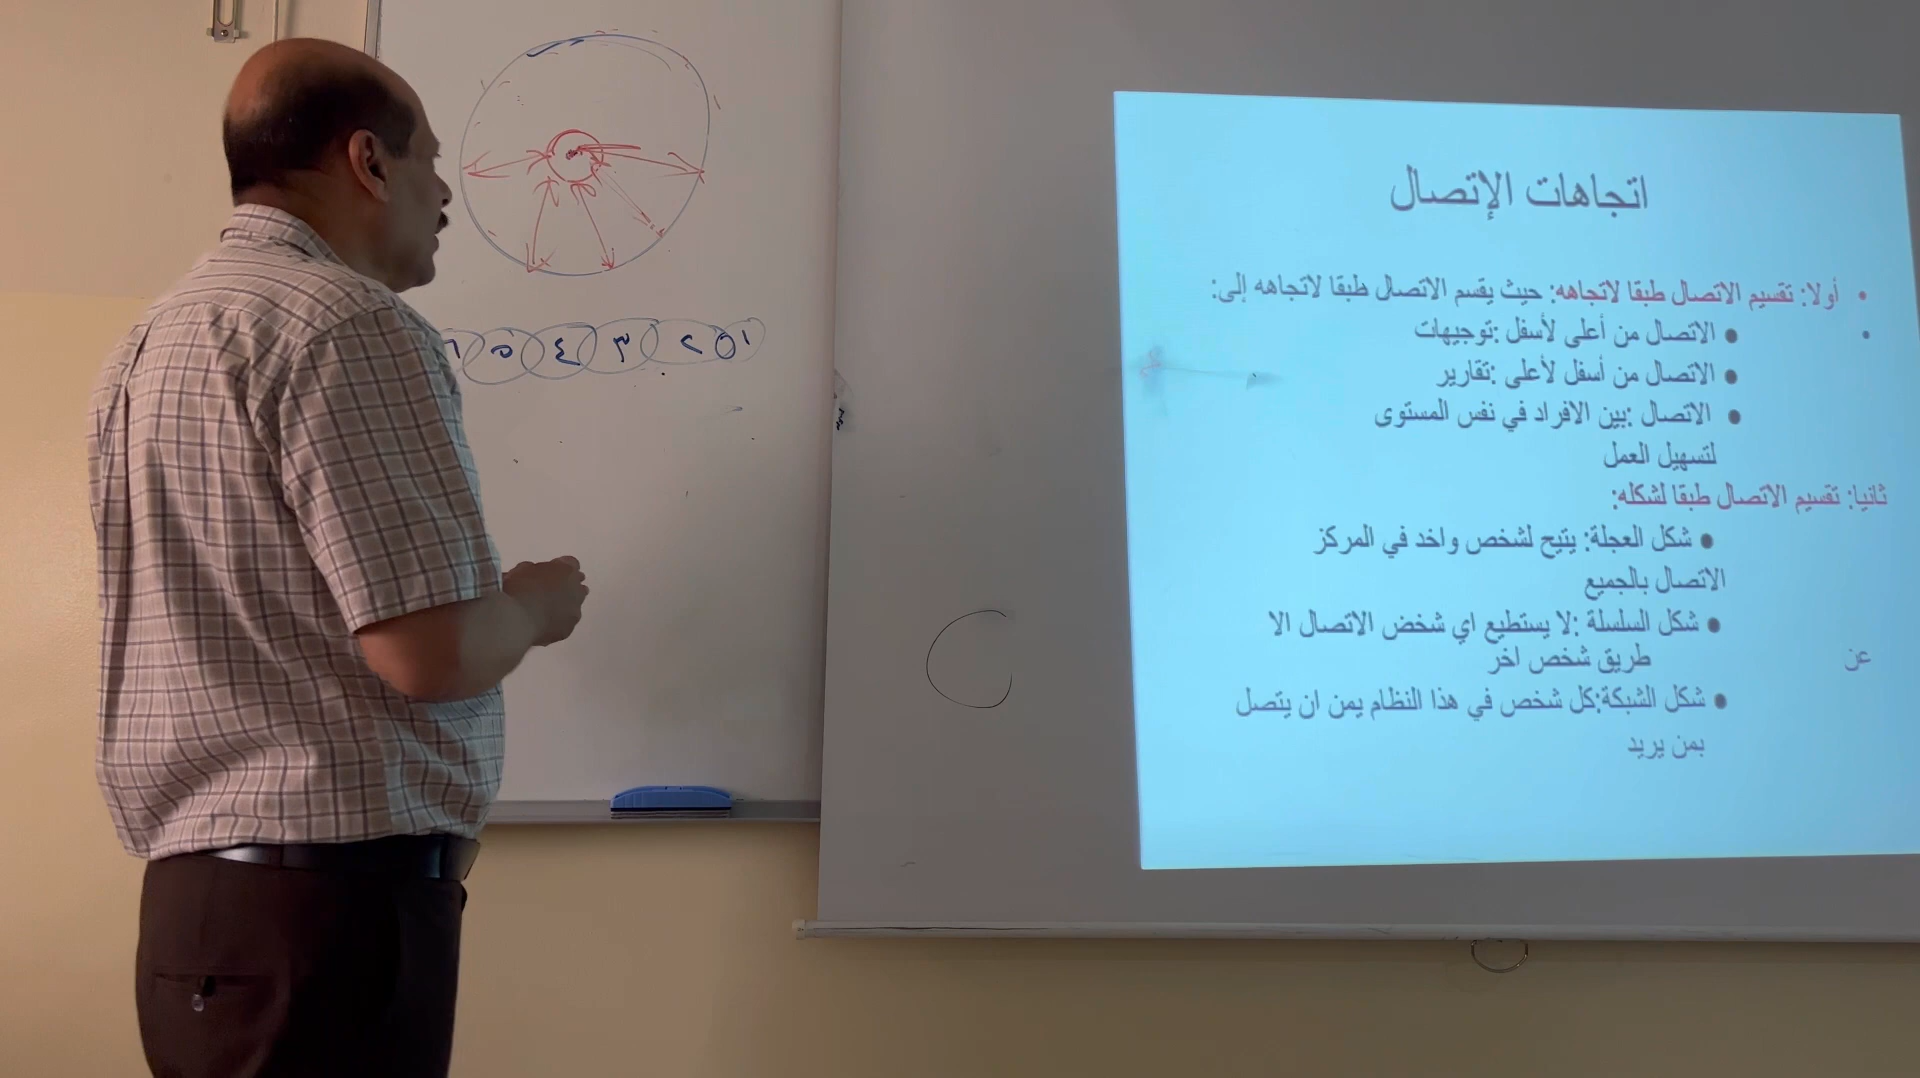 اتجاهات الإتصال
• أولا: تقسيم الاتصال طبقا لاتجاهه: حيث يقسم الاتصال طبقا لاتجاهه إلى:
• ● الاتصال من أعلى لأسفل :توجيهات
● الاتصال من أسفل لأعلى :تقارير
● الاتصال :بين الافراد في نفس المستوى
لتسهيل العمل
ثانيا: تقسيم الاتصال طبقا لشكله:
● شكل العجلة: يتيح لشخص واخد في المركز
الاتصال بالجميع
● شكل السلسلة :لا يستطيع اي شخض الاتصال الا
عن طريق شخص اخر
● شكل الشبكة:كل شخص في هذا النظام يمن ان يتصل
بمن يريد
١ ٢ ٣ ٤ ٥ ٦